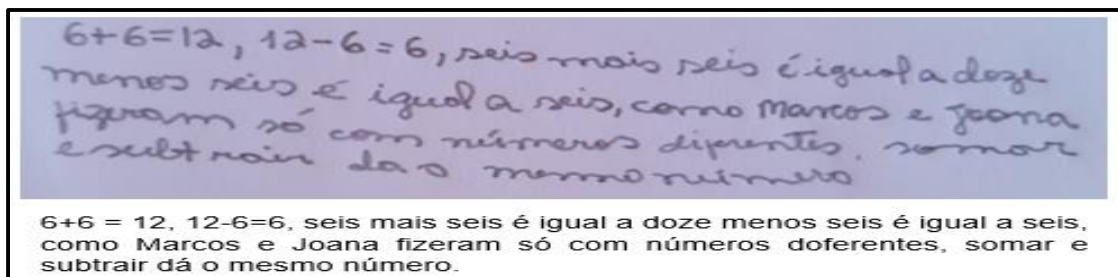 6+6=12, 12-6=6, seis mais seis é igual a doze
menos seis é igual a seis, como Marcos e Joana
fizeram só com números diferentes. somar
e subtrair da o mesmo número
6+6 = 12, 12-6=6, seis mais seis é igual a doze menos seis é igual a seis,
como Marcos e Joana fizeram só com números doferentes, somar e
subtrair dá o mesmo número.